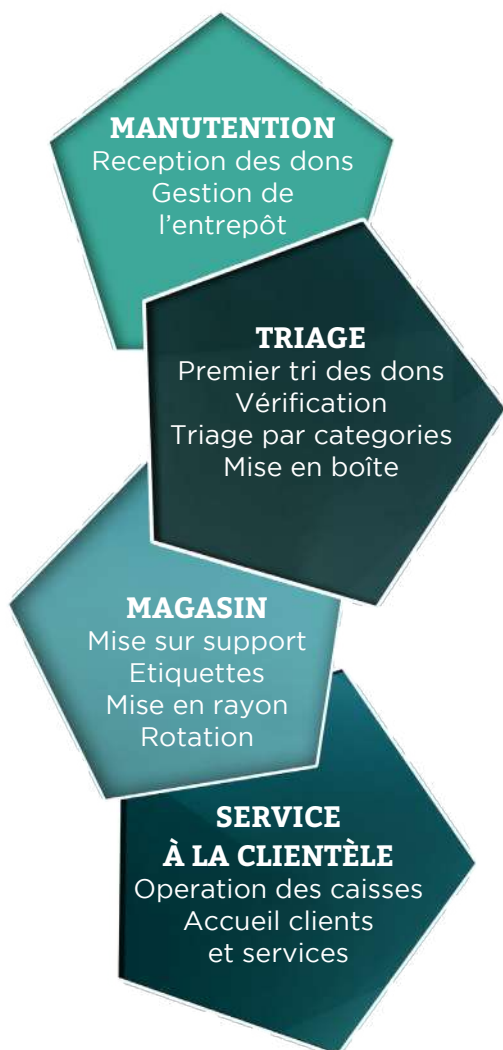 MANUTENTION
Reception des dons
Gestion de
l'entrepôt
TRIAGE
Premier tri des dons
Vérification
Triage par categories
Mise en boîte
MAGASIN
Mise sur support
Etiquettes
Mise en rayon
Rotation
SERVICE
À LA CLIENTÈLE
Operation des caisses
Accueil clients
et services